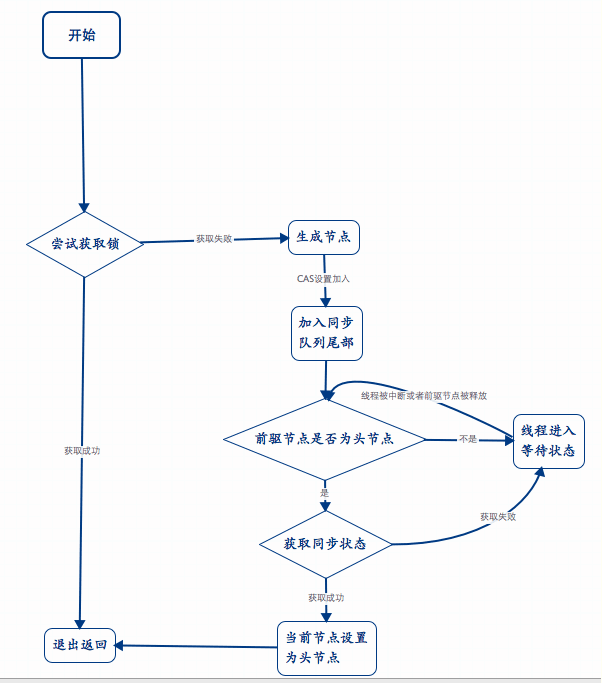 开始
尝试获取锁
获取失败
生成节点
CAS设置加入
加入同步
队列尾部
线程被中断或者前驱节点被释放
前驱节点是否为头节点
不是
线程进入
等待状态
获取成功
是
获取失败
获取同步状态
获取成功
当前节点设置
为头节点
退出返回